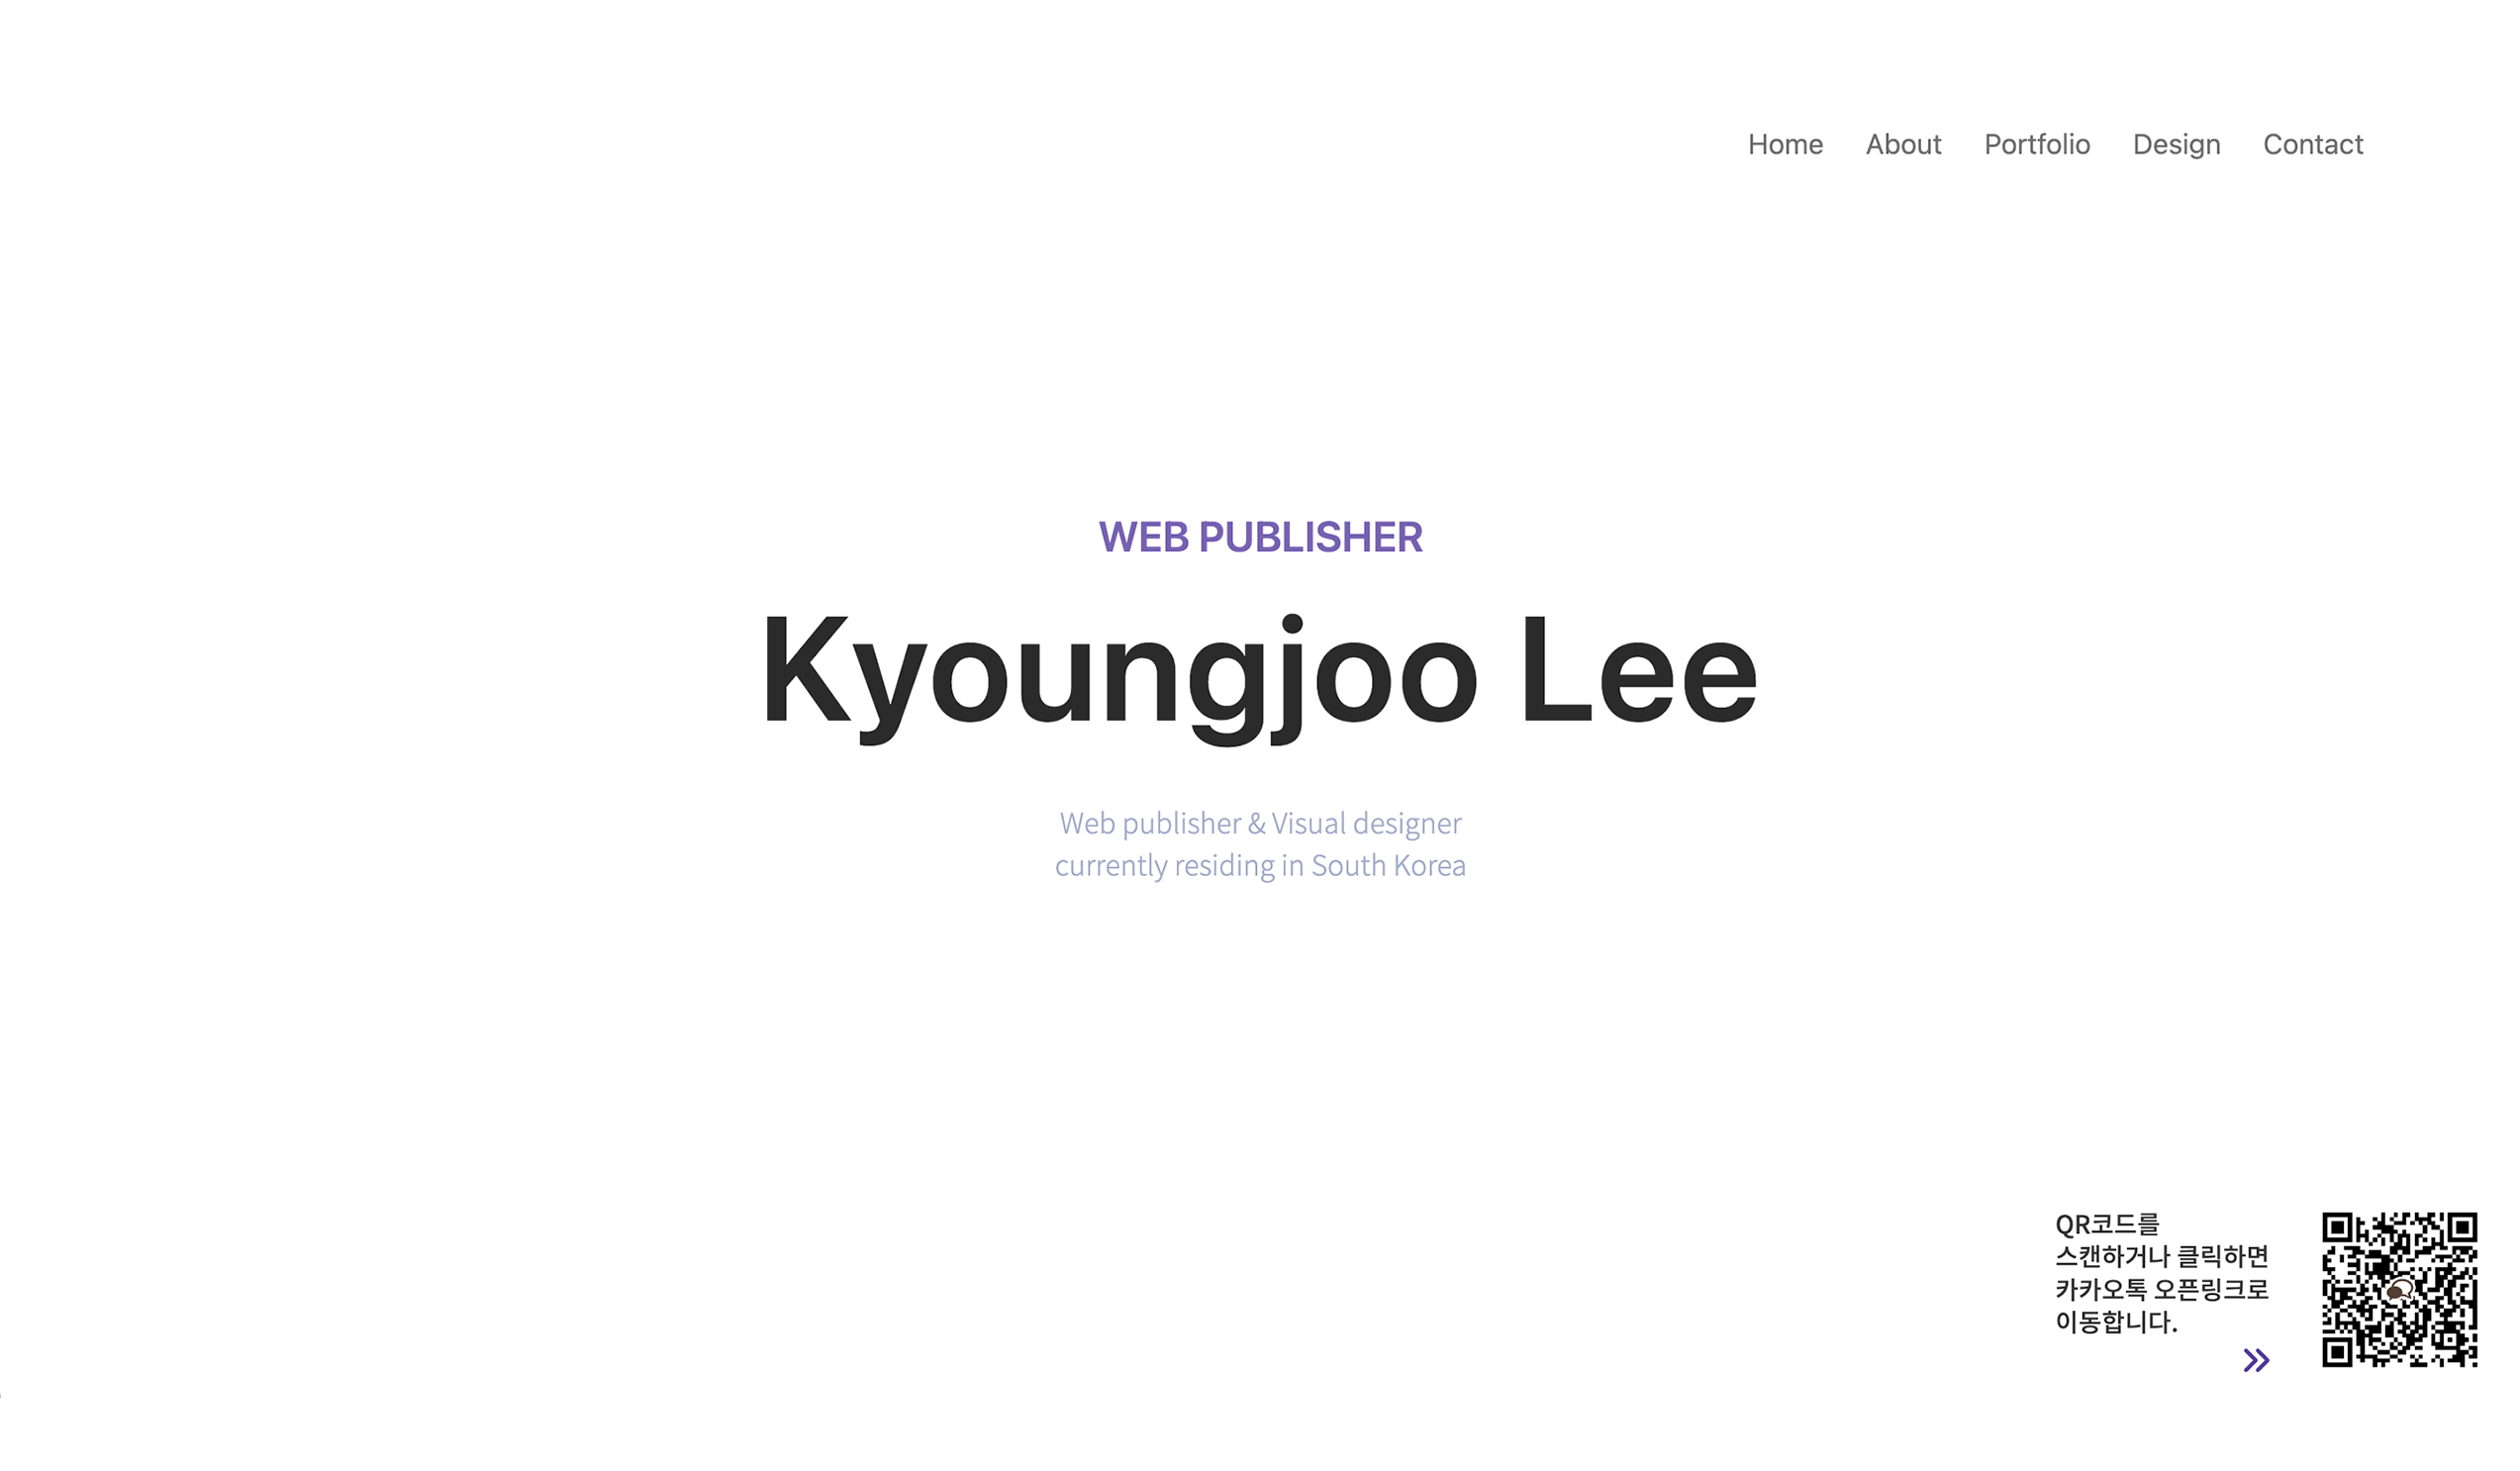 Home About Portfolio Design Contact
WEB PUBLISHER
Kyoungjoo Lee
Web publisher & Visual designer
currently residing in South Korea
QR코드를
스캔하거나 클릭하면
카카오톡 오픈링크로
이동합니다.